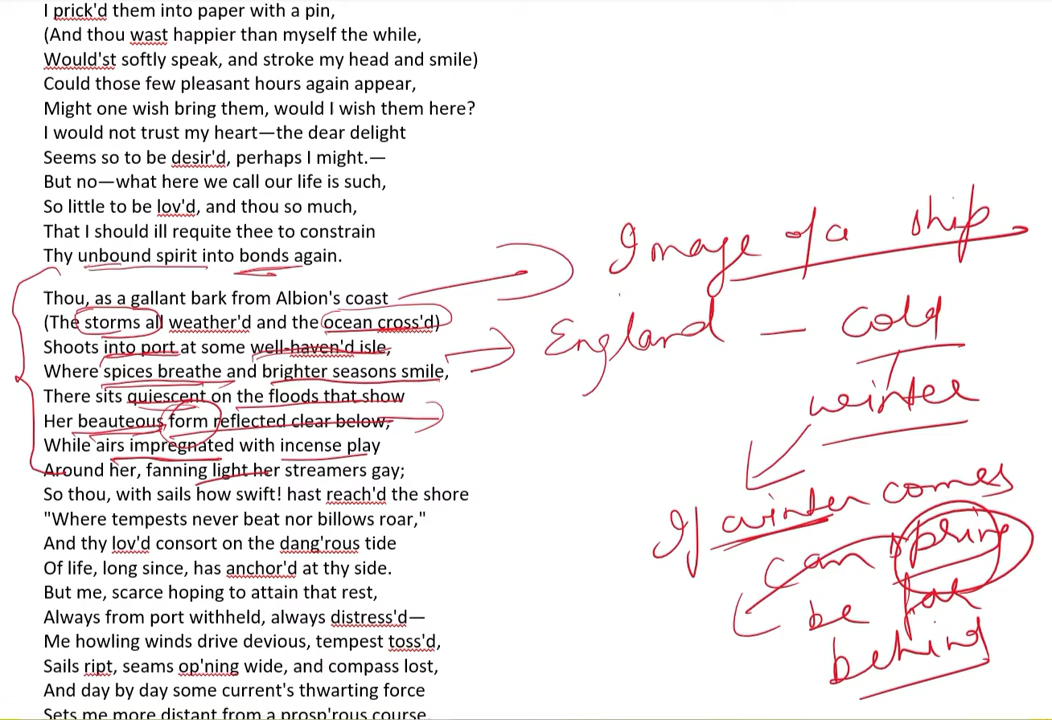 I prick'd them into paper with a pin,
(And thou wast happier than myself the while,
Would'st softly speak, and stroke my head and smile)
Could those few pleasant hours again appear,
Might one wish bring them, would I wish them here?
I would not trust my heart—the dear delight
Seems so to be desir'd, perhaps I might.—
But no—what here we call our life is such,
So little to be lov'd, and thou so much,
That I should ill requite thee to constrain
Thy unbound spirit into bonds again.
Thou, as a gallant bark from Albion's coast
(The storms all weather'd and the ocean cross'd)
Shoots into port at some well-haven'd isle,
Where spices breathe and brighter seasons smile,
There sits quiescent on the floods that show
Her beauteous form reflected clear below,
While airs impregnated with incense play
Around her, fanning light her streamers gay;
So thou, with sails how swift! hast reach'd the shore
"Where tempests never beat nor billows roar,"
And thy lov'd consort on the dang'rous tide
Of life, long since, has anchor'd at thy side.
But me, scarce hoping to attain that rest,
Always from port withheld, always distress'd—
Me howling winds drive devious, tempest toss'd,
Sails ript, seams op'ning wide, and compass lost,
And day by day some current's thwarting force
Sets me more distant from a prosp'rous course.
Image of a ship
England — cold
winter
If winter comes
can spring
be far
behind